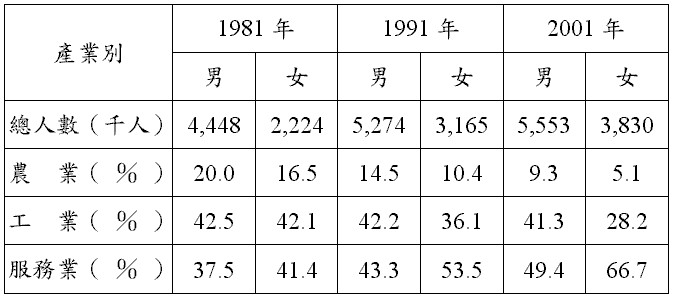 產業別 1981 年 1991 年 2001 年
男 女 男 女 男 女
總人數（千人） 4,448 2,224 5,274 3,165 5,553 3,830
農 業（ % ） 20.0 16.5 14.5 10.4 9.3 5.1
工 業（ % ） 42.5 42.1 42.2 36.1 41.3 28.2
服務業（ % ） 37.5 41.4 43.3 53.5 49.4 66.7